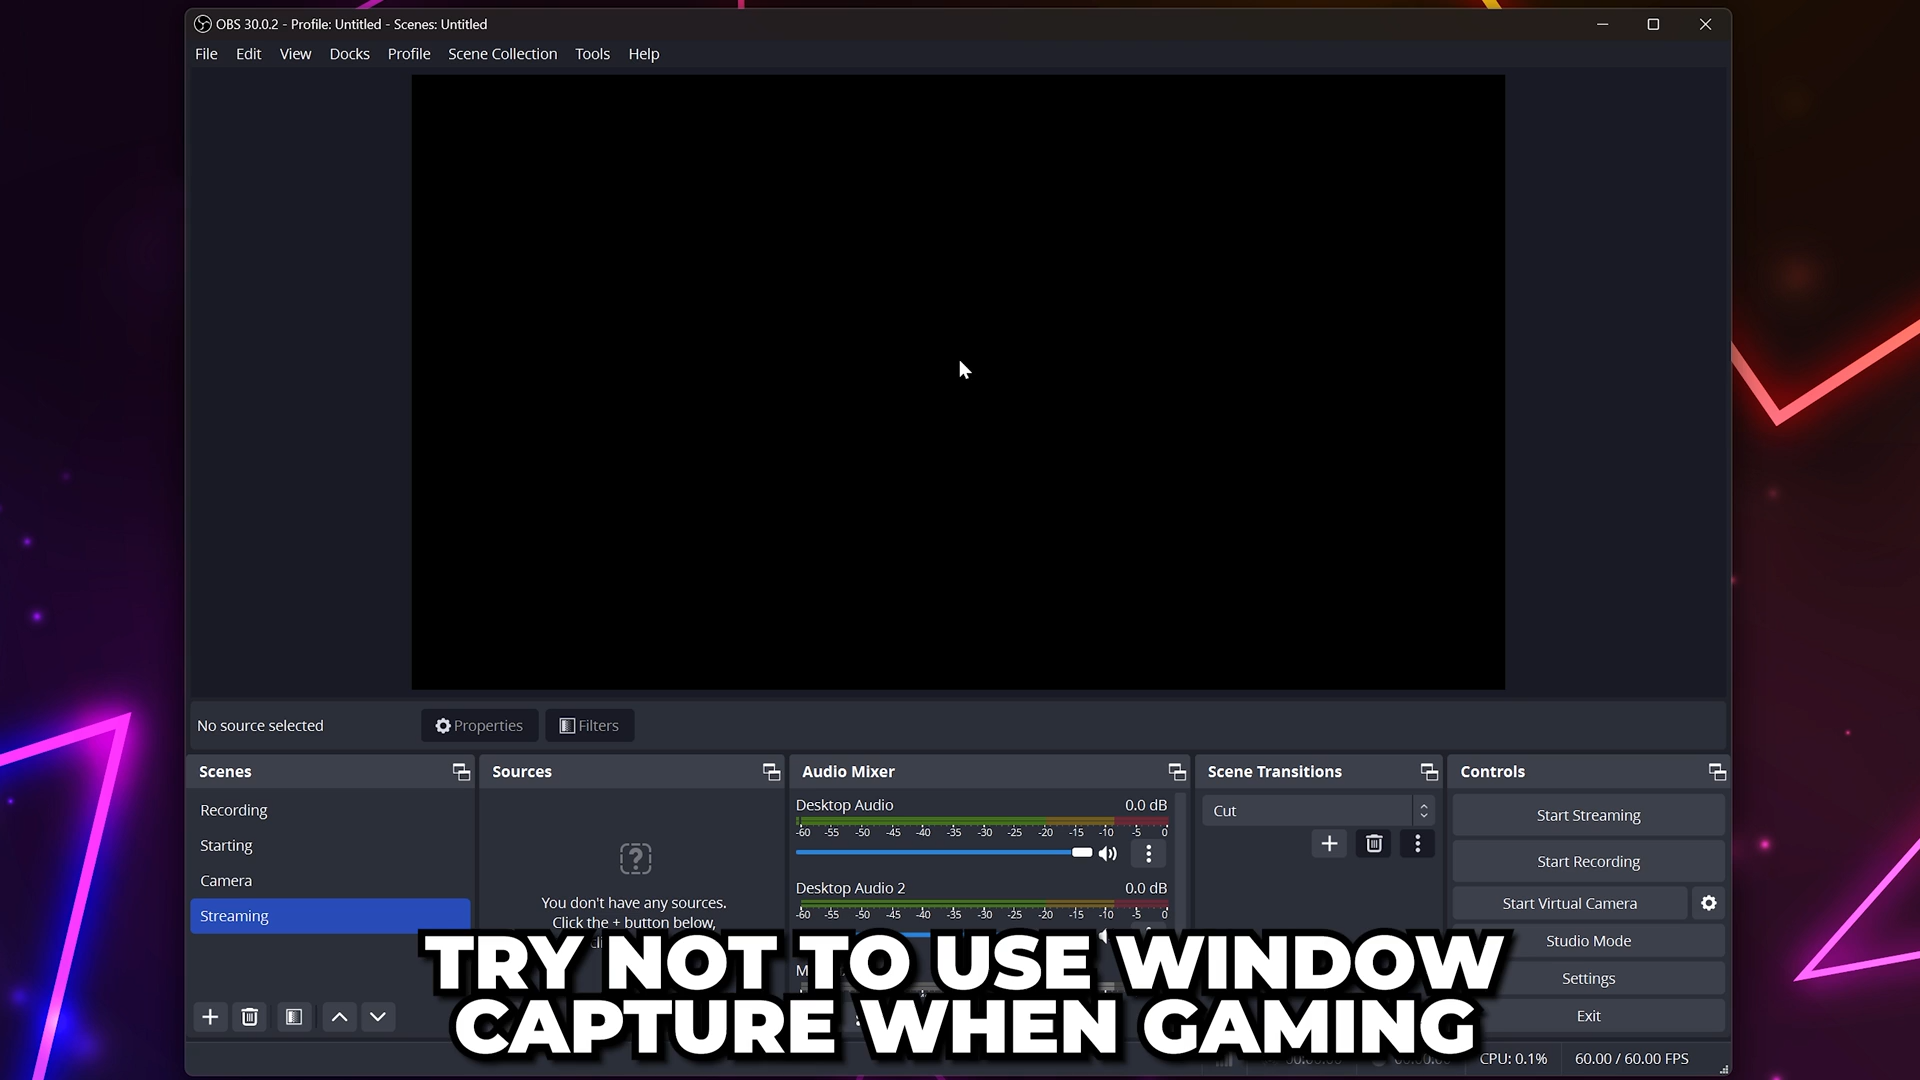 OBS 30.0.2 - Profile: Untitled - Scenes: Untitled
File Edit View Docks Profile Scene Collection Tools Help
No source selected Properties Filters
Scenes Sources Audio Mixer Scene Transitions Controls
Recording
Starting
Camera
Streaming
You don't have any sources.
Click the + button below,
Desktop Audio 0.0 dB
-60 -55 -50 -45 -40 -35 -30 -25 -20 -15 -10 -5 0
Desktop Audio 2 0.0 dB
-60 -55 -50 -45 -40 -35 -30 -25 -20 -15 -10 -5 0
Cut
Start Streaming
Start Recording
Start Virtual Camera
Studio Mode
Settings
Exit
TRY NOT TO USE WINDOW
CAPTURE WHEN GAMING
CPU: 0.1% 60.00 / 60.00 FPS